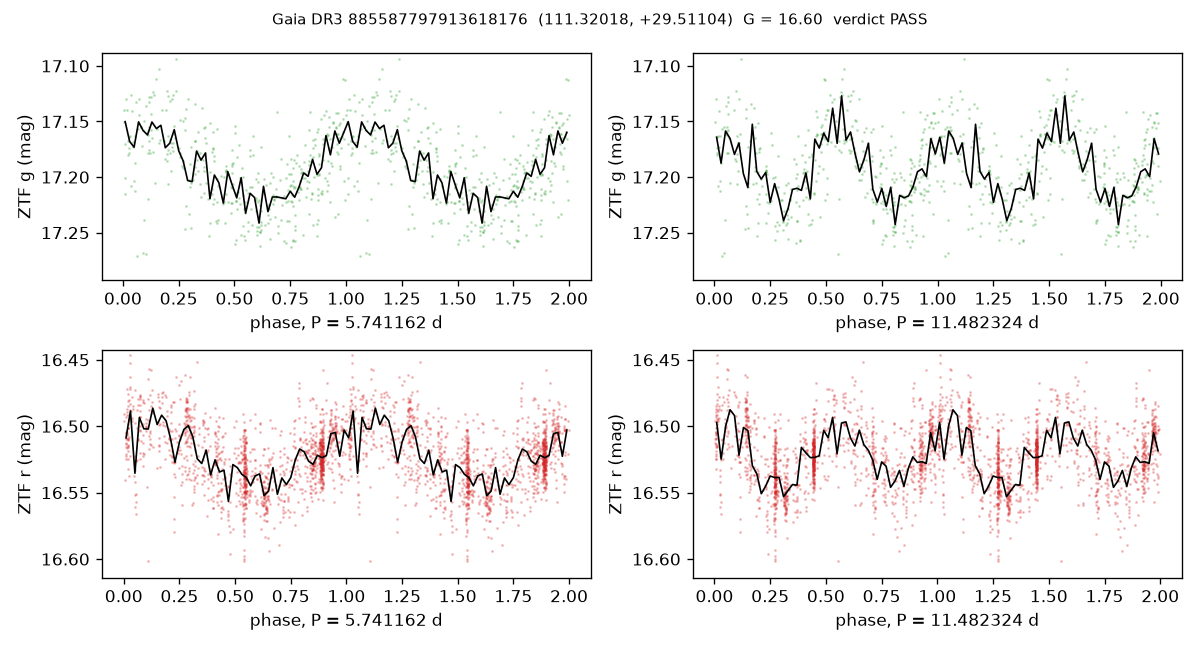 Gaia DR3 885587797913618176 (111.32018, +29.51104) G = 16.60 verdict PASS
17.10
17.15
17.20
17.25
ZTF g (mag)
0.00 0.25 0.50 0.75 1.00 1.25 1.50 1.75 2.00
phase, P = 5.741162 d
17.10
17.15
17.20
17.25
ZTF g (mag)
0.00 0.25 0.50 0.75 1.00 1.25 1.50 1.75 2.00
phase, P = 11.482324 d
16.45
16.50
16.55
16.60
ZTF r (mag)
0.00 0.25 0.50 0.75 1.00 1.25 1.50 1.75 2.00
phase, P = 5.741162 d
16.45
16.50
16.55
16.60
ZTF r (mag)
0.00 0.25 0.50 0.75 1.00 1.25 1.50 1.75 2.00
phase, P = 11.482324 d